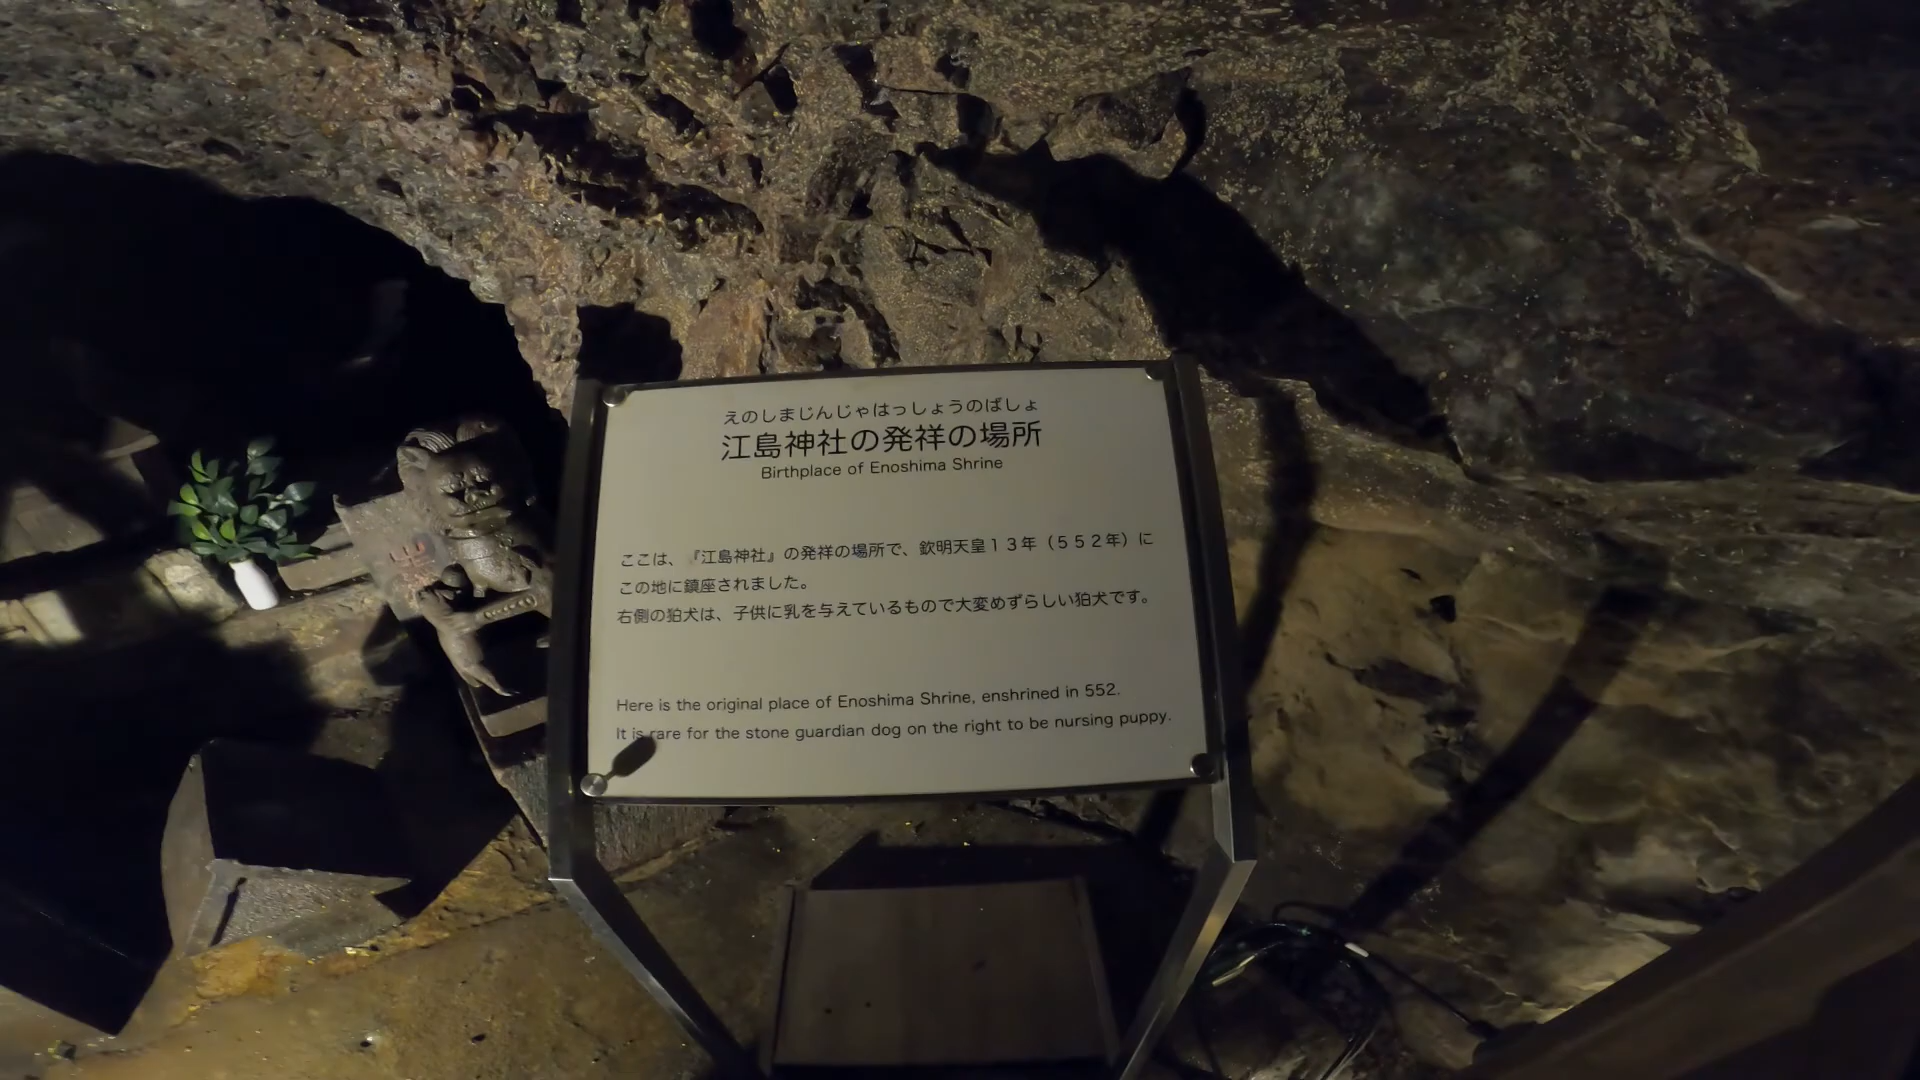 えのしまじんじゃはっしょうのばしょ
江島神社の発祥の場所
Birthplace of Enoshima Shrine
ここは、『江島神社』の発祥の場所で、欽明天皇13年（552年）に
この地に鎮座されました。
右側の狛犬は、子供に乳を与えているもので大変めずらしい狛犬です。
Here is the original place of Enoshima Shrine, enshrined in 552.
It is rare for the stone guardian dog on the right to be nursing puppy.